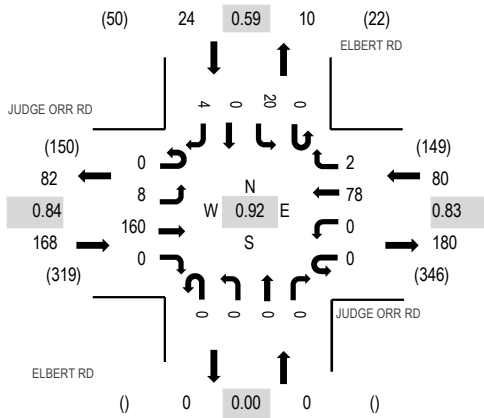 (50) 24 0.59 10 (22)
ELBERT RD
4 0 20 0
JUDGE ORR RD
(150)
82
0.84
168
(319)
0
8
160
0
N
W 0.92 E
S
2
78
0
0
(149)
80
0.83
180
(346)
0 0 0 0
JUDGE ORR RD
ELBERT RD
() 0 0.00 0 ()